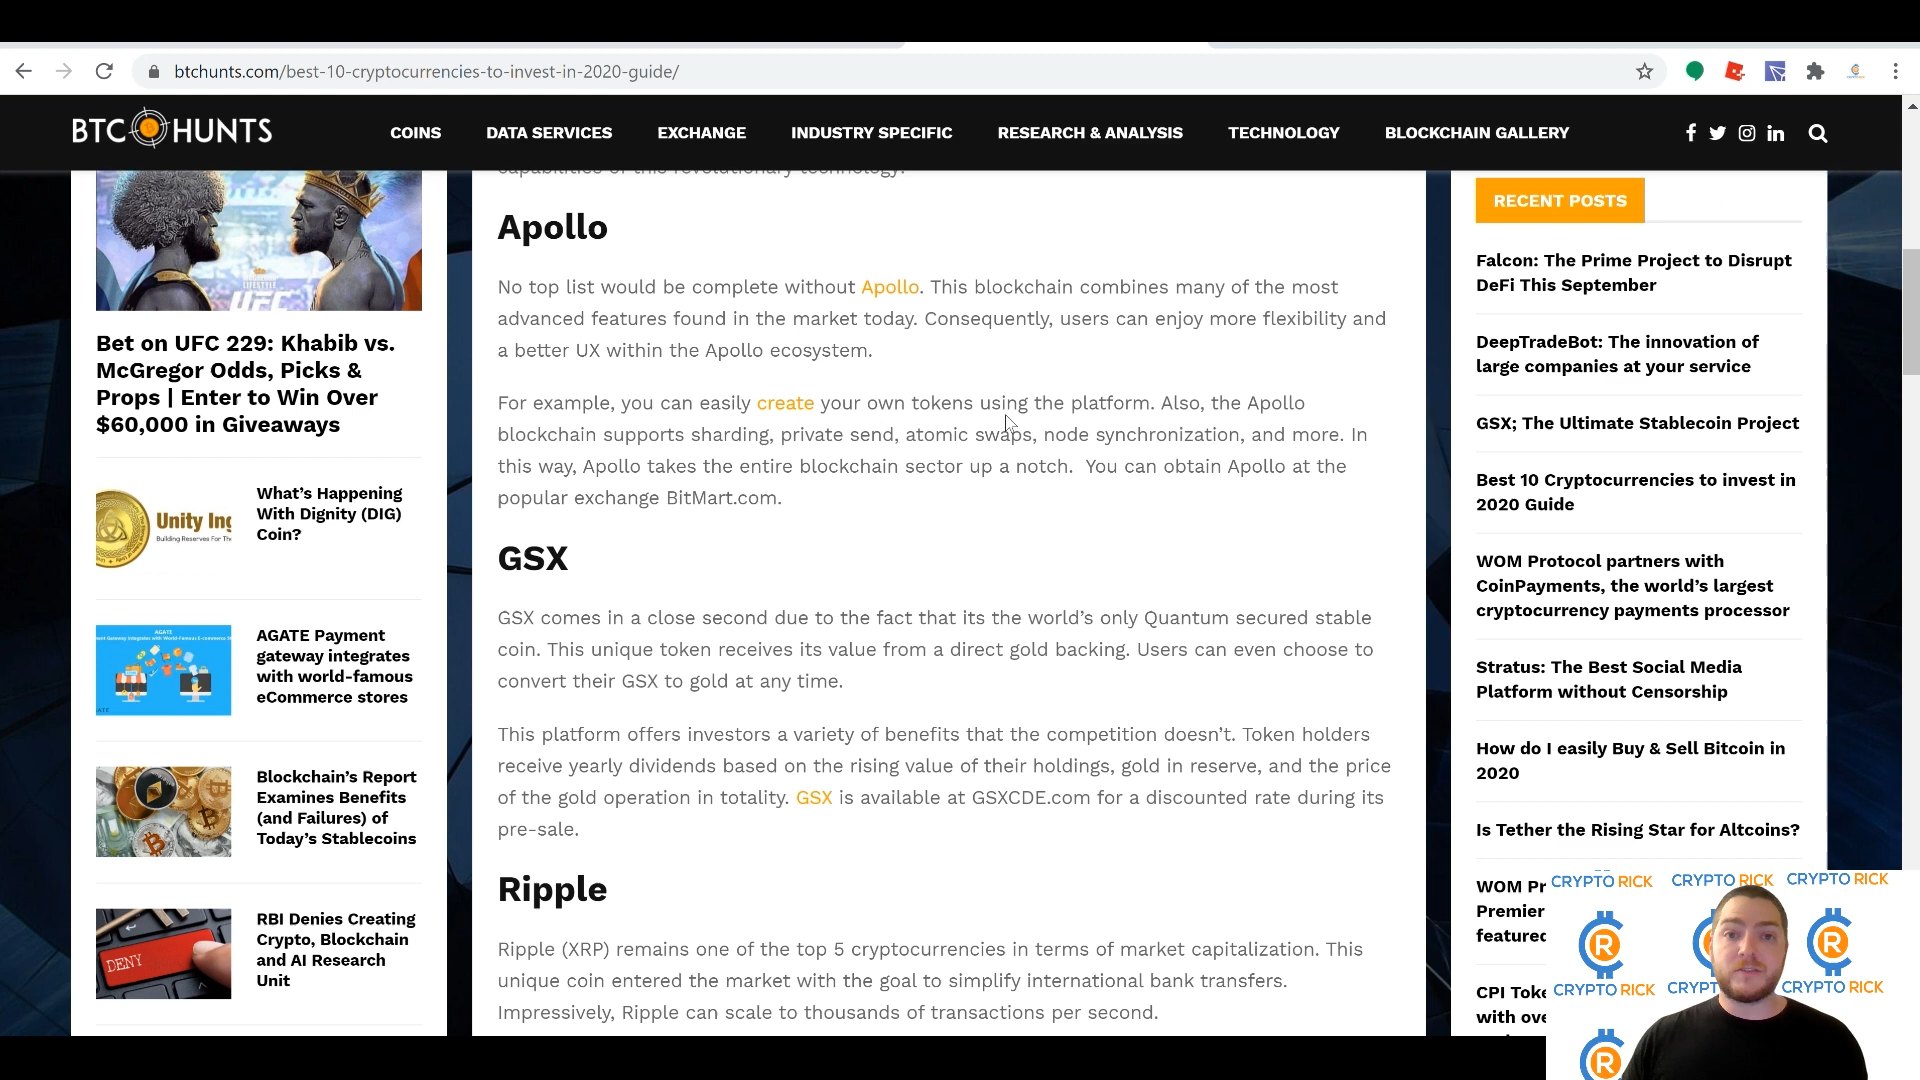 btchunts.com/best-10-cryptocurrencies-to-invest-in-2020-guide/
BTC HUNTS
COINS
DATA SERVICES
EXCHANGE
INDUSTRY SPECIFIC
RESEARCH & ANALYSIS
TECHNOLOGY
BLOCKCHAIN GALLERY
UFC
Bet on UFC 229: Khabib vs.
McGregor Odds, Picks &
Props | Enter to Win Over
$60,000 in Giveaways
Unity Ing
Building Reserves For Th
What’s Happening
With Dignity (DIG)
Coin?
AGATE
AGATE Payment
gateway integrates
with world-famous
eCommerce stores
Blockchain’s Report
Examines Benefits
(and Failures) of
Today’s Stablecoins
DENY
RBI Denies Creating
Crypto, Blockchain
and AI Research
Unit
capabilities of this revolutionary technology.
Apollo
No top list would be complete without Apollo. This blockchain combines many of the most
advanced features found in the market today. Consequently, users can enjoy more flexibility and
a better UX within the Apollo ecosystem.
For example, you can easily create your own tokens using the platform. Also, the Apollo
blockchain supports sharding, private send, atomic swaps, node synchronization, and more. In
this way, Apollo takes the entire blockchain sector up a notch.  You can obtain Apollo at the
popular exchange BitMart.com.
GSX
GSX comes in a close second due to the fact that its the world’s only Quantum secured stable
coin. This unique token receives its value from a direct gold backing. Users can even choose to
convert their GSX to gold at any time.
This platform offers investors a variety of benefits that the competition doesn’t. Token holders
receive yearly dividends based on the rising value of their holdings, gold in reserve, and the price
of the gold operation in totality. GSX is available at GSXCDE.com for a discounted rate during its
pre-sale.
Ripple
Ripple (XRP) remains one of the top 5 cryptocurrencies in terms of market capitalization. This
unique coin entered the market with the goal to simplify international bank transfers.
Impressively, Ripple can scale to thousands of transactions per second.
RECENT POSTS
Falcon: The Prime Project to Disrupt
DeFi This September
DeepTradeBot: The innovation of
large companies at your service
GSX; The Ultimate Stablecoin Project
Best 10 Cryptocurrencies to invest in
2020 Guide
WOM Protocol partners with
CoinPayments, the world’s largest
cryptocurrency payments processor
Stratus: The Best Social Media
Platform without Censorship
How do I easily Buy & Sell Bitcoin in
2020
Is Tether the Rising Star for Altcoins?
WOM Pr
Premier
featured
CPI Toke
with ove
CRYPTO RICK
CRYPTO RICK
CRYPTO RICK
CRYPTO RICK
CRYPT
CRYPTO RICK